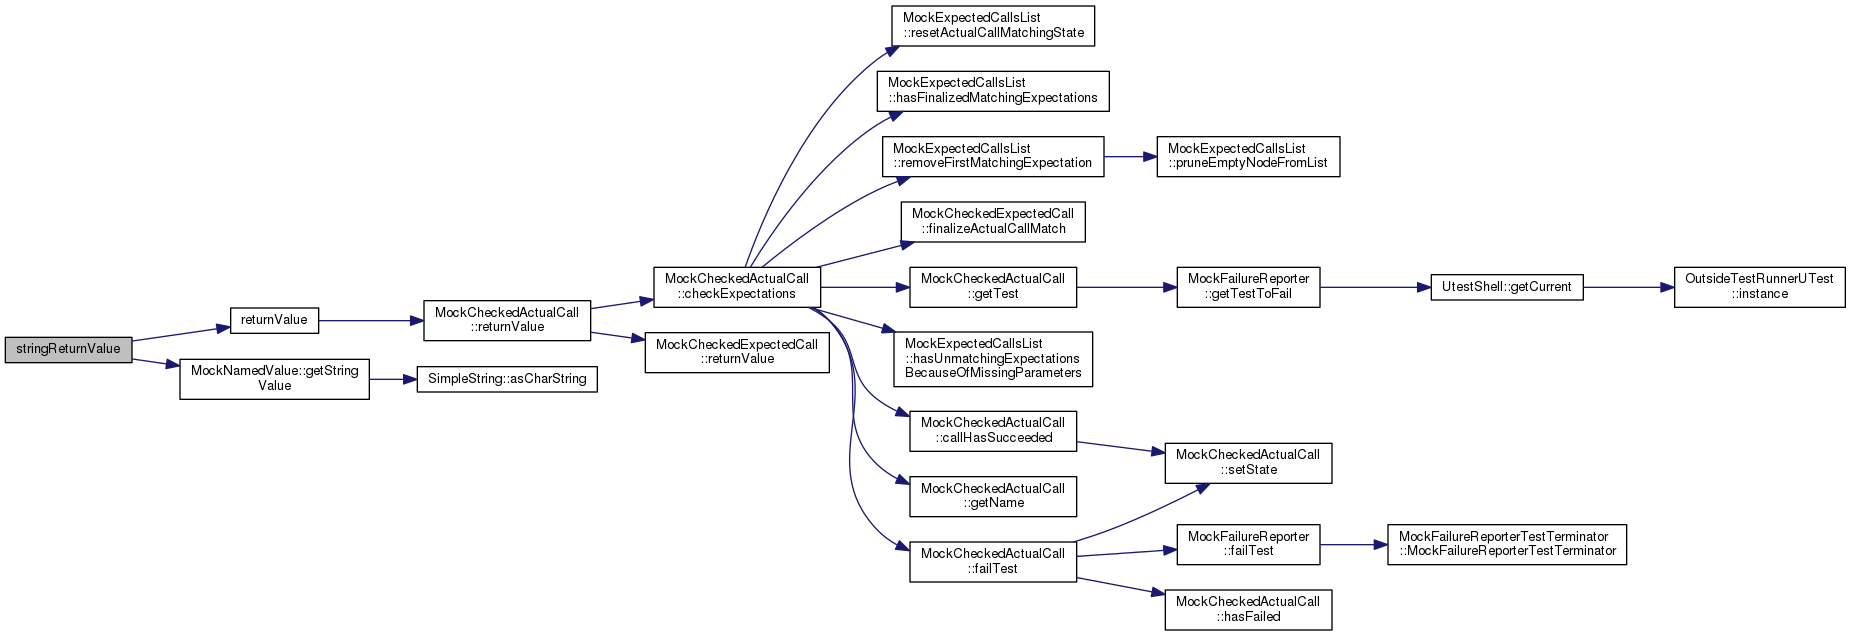 stringReturnValue
returnValue
MockNamedValue::getString
Value
MockCheckedActualCall
::returnValue
SimpleString::asCharString
MockCheckedActualCall
::checkExpectations
MockCheckedExpectedCall
::returnValue
MockExpectedCallsList
::resetActualCallMatchingState
MockExpectedCallsList
::hasFinalizedMatchingExpectations
MockExpectedCallsList
::removeFirstMatchingExpectation
MockExpectedCallsList
::pruneEmptyNodeFromList
MockCheckedExpectedCall
::finalizeActualCallMatch
MockCheckedActualCall
::getTest
MockFailureReporter
::getTestToFail
UtestShell::getCurrent
OutsideTestRunnerUTest
::instance
MockExpectedCallsList
::hasUnmatchingExpectations
BecauseOfMissingParameters
MockCheckedActualCall
::callHasSucceeded
MockCheckedActualCall
::setState
MockCheckedActualCall
::getName
MockCheckedActualCall
::failTest
MockFailureReporter
::failTest
MockFailureReporterTestTerminator
::MockFailureReporterTestTerminator
MockCheckedActualCall
::hasFailed